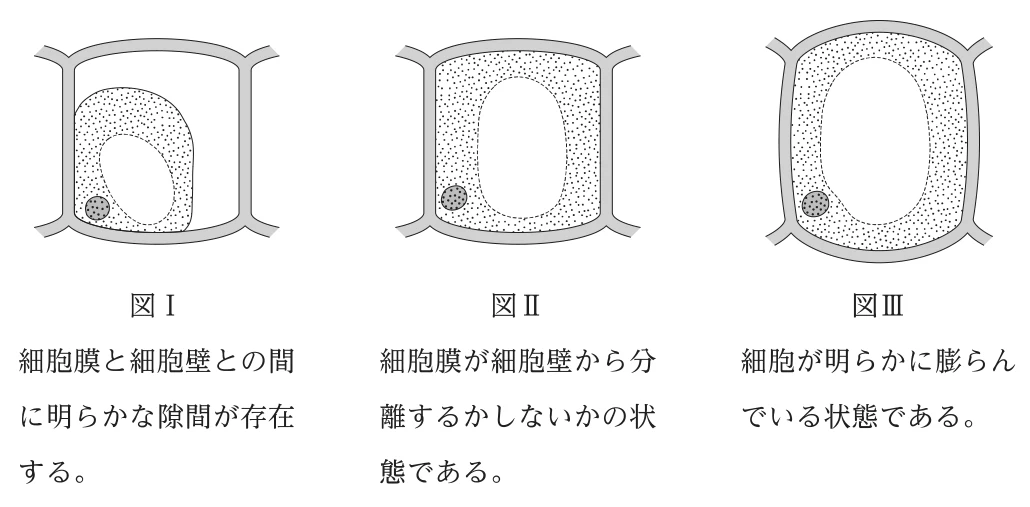 図Ⅰ
細胞膜と細胞壁との間
に明らかな隙間が存在
する。
図Ⅱ
細胞膜が細胞壁から分
離するかしないかの状
態である。
図Ⅲ
細胞が明らかに膨らん
でいる状態である。